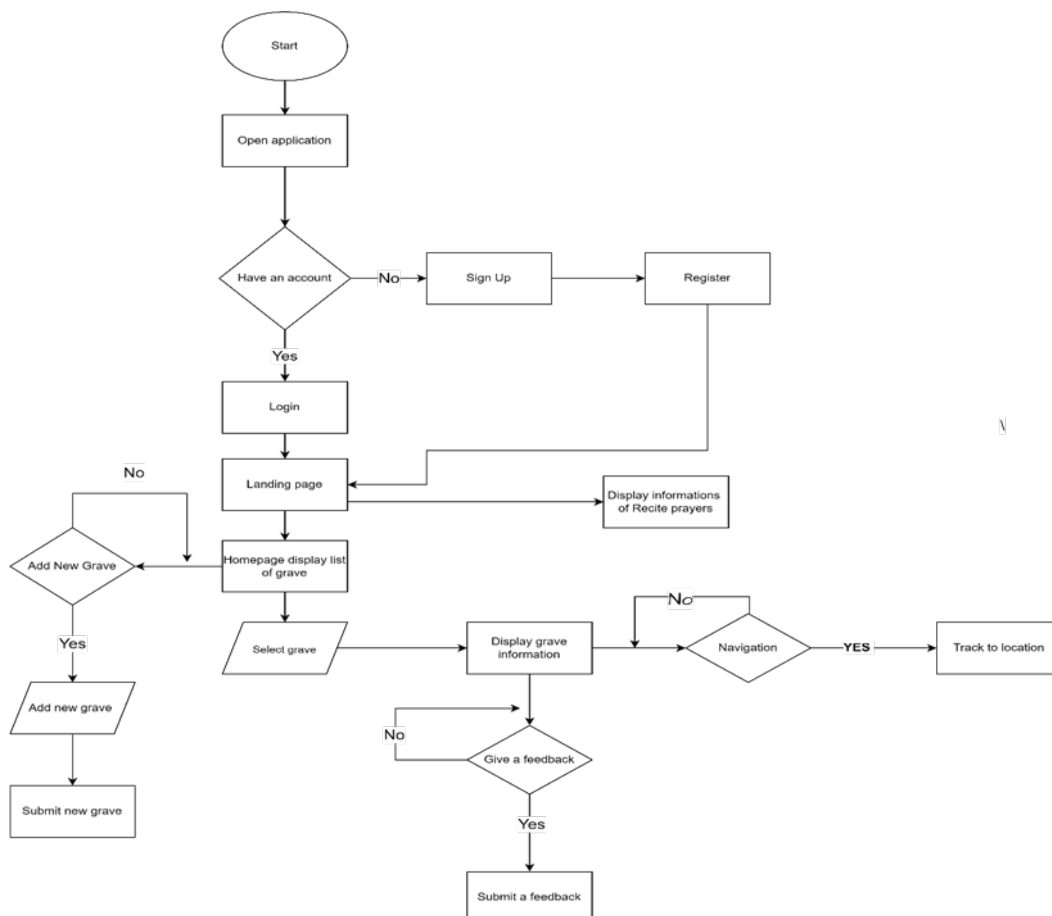 Start
Open application
Have an account
No
Sign Up
Register
Yes
Login
\
No
Landing page
Display informations
of Recite prayers
Add New Grave
Homepage display list
of grave
No
Yes
Select grave
Display grave
information
Navigation
YES
Track to location
Add new grave
No
Give a feedback
Submit new grave
Yes
Submit a feedback